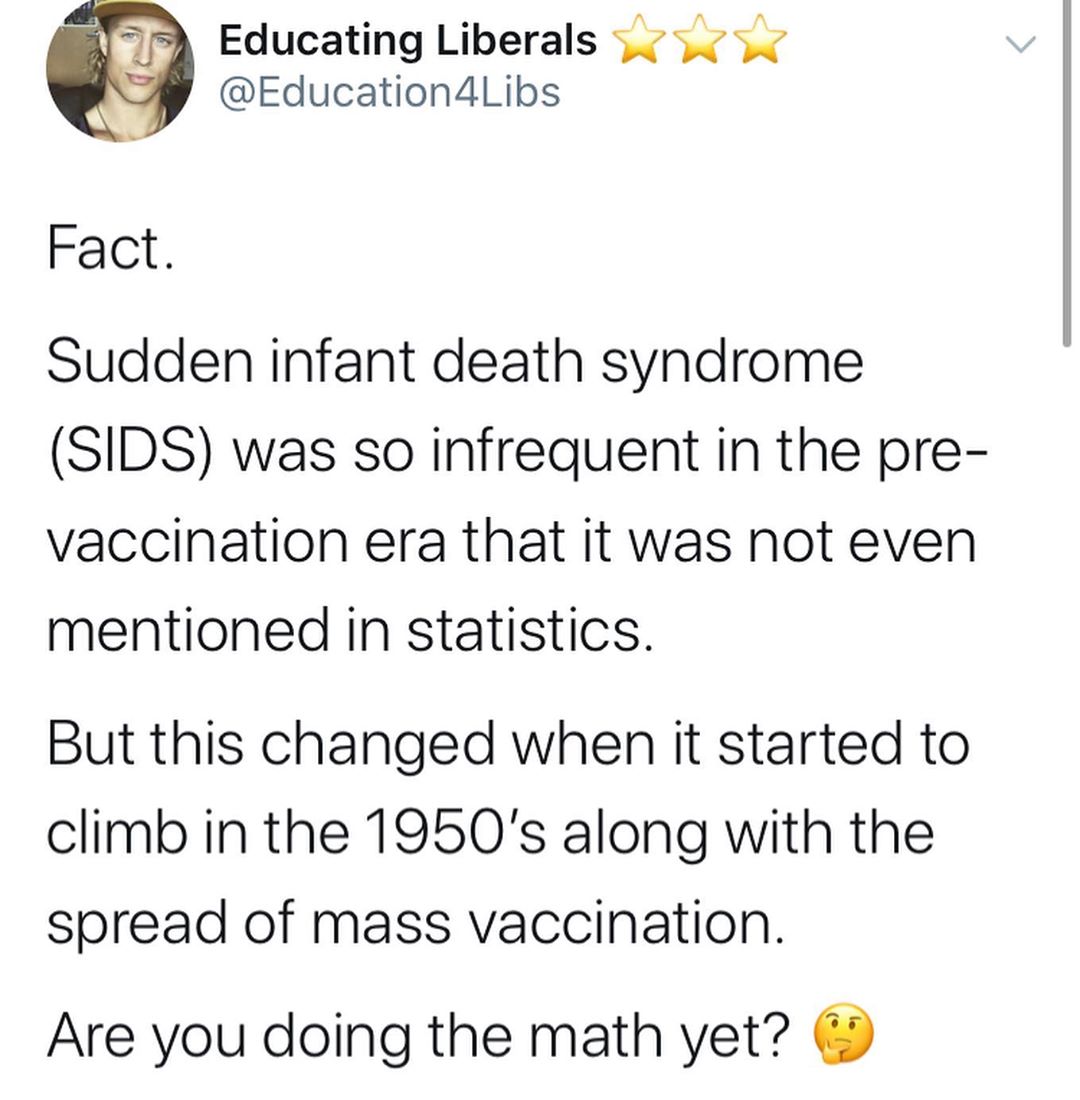 Educating Liberals ⭐⭐⭐
@Education4Libs
Fact.
Sudden infant death syndrome
(SIDS) was so infrequent in the pre-
vaccination era that it was not even
mentioned in statistics.
But this changed when it started to
climb in the 1950’s along with the
spread of mass vaccination.
Are you doing the math yet? 🤔